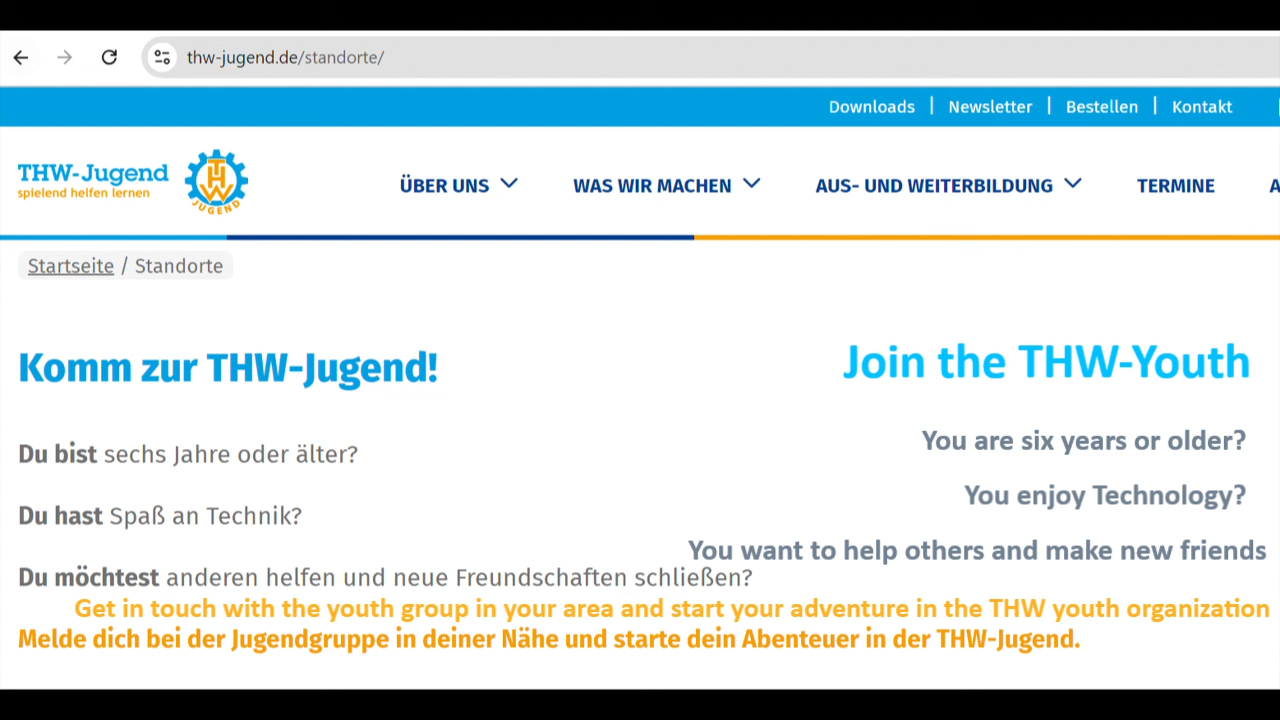 thw-jugend.de/standorte/
Downloads | Newsletter | Bestellen | Kontakt
THW-Jugend
spielend helfen lernen
THW
JUGEND
ÜBER UNS WAS WIR MACHEN AUS- UND WEITERBILDUNG TERMINE A
Startseite / Standorte
Komm zur THW-Jugend!
Join the THW-Youth
Du bist sechs Jahre oder älter?
You are six years or older?
Du hast Spaß an Technik?
You enjoy Technology?
Du möchtest anderen helfen und neue Freundschaften schließen?
You want to help others and make new friends
Get in touch with the youth group in your area and start your adventure in the THW youth organization
Melde dich bei der Jugendgruppe in deiner Nähe und starte dein Abenteuer in der THW-Jugend.